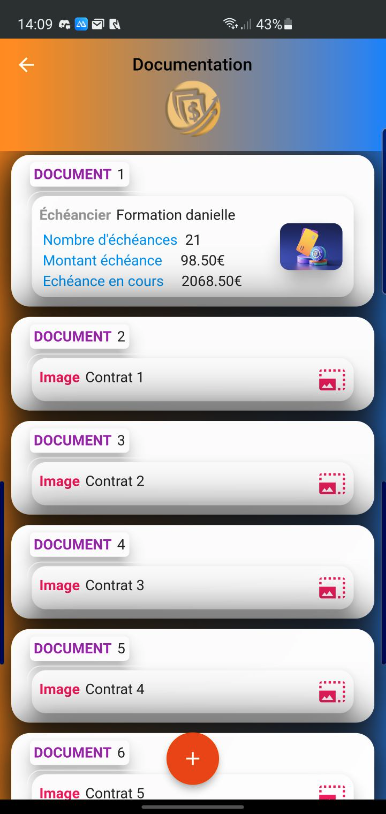 14:09 43%
Documentation
DOCUMENT 1
Échéancier Formation danielle
Nombre d'échéances 21
Montant échéance 98.50€
Echéance en cours 2068.50€
DOCUMENT 2
Image Contrat 1
DOCUMENT 3
Image Contrat 2
DOCUMENT 4
Image Contrat 3
DOCUMENT 5
Image Contrat 4
DOCUMENT 6
Image Contrat 5